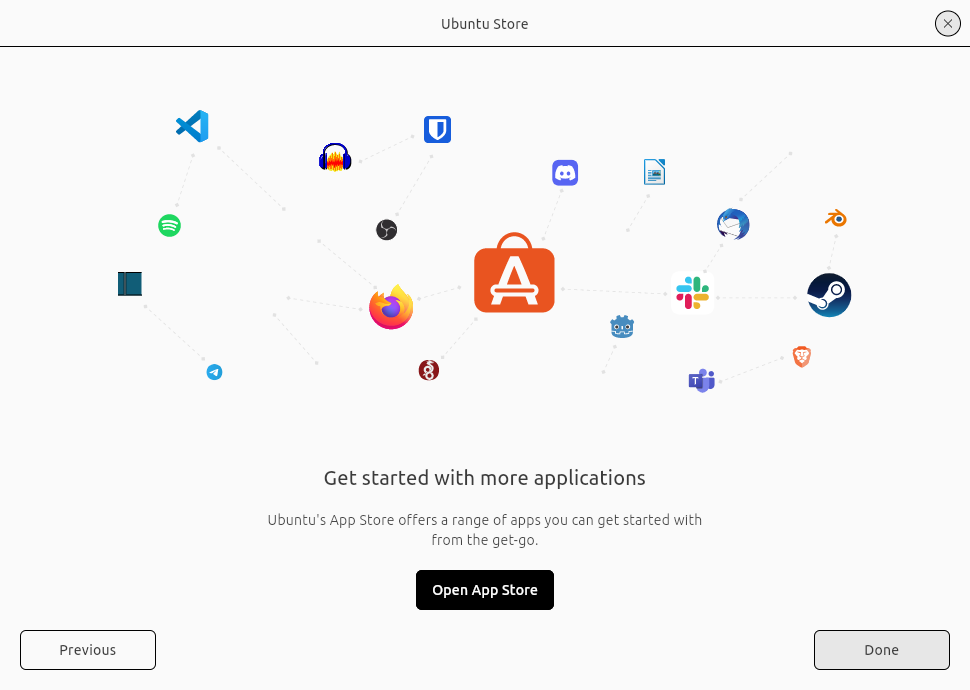 Ubuntu Store
Get started with more applications
Ubuntu's App Store offers a range of apps you can get started with
from the get-go.
Open App Store
Previous
Done